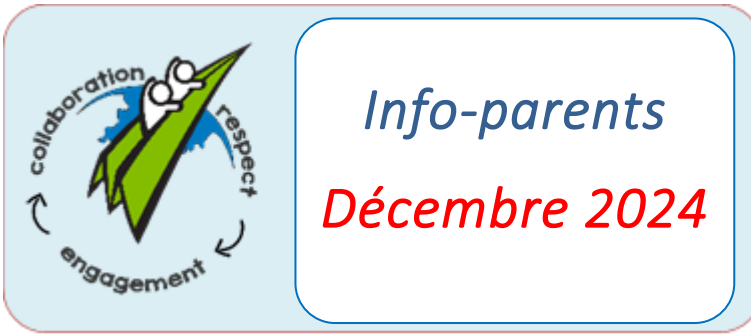 collaboration
respect
engagement
Info-parents
Décembre 2024